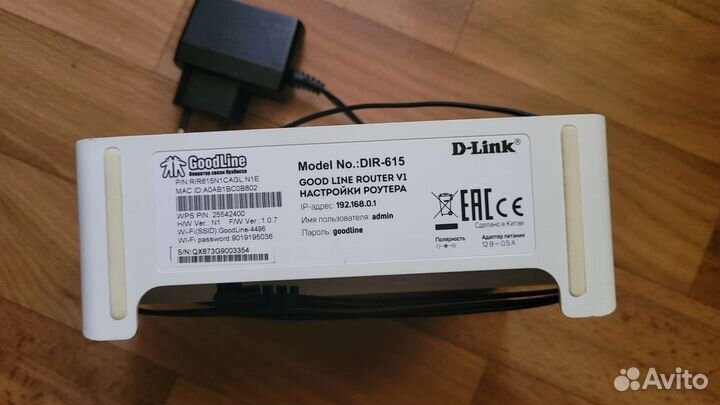 GoodLine
Оператор связи Кузбасса
P/N:RIR615N1CAGL.N1E
MAC ID:A0AB1BC0B802
WPS PIN: 25542400
H/W Ver.: N1 F/W Ver.: 1.0.7
Wi-Fi(SSID):GoodLine-4496
Wi-Fi password:9019195036
S/N:QX873G9003354
Model No.:DIR-615
GOOD LINE ROUTER V1
НАСТРОЙКИ РОУТЕРА
IP-адрес: 192.168.0.1
Имя пользователя: admin
Пароль: goodline
D-Link
EAC CE
Сделано в Китае
Полярность
Адаптер питания
12 В – 0,5 А
Avito